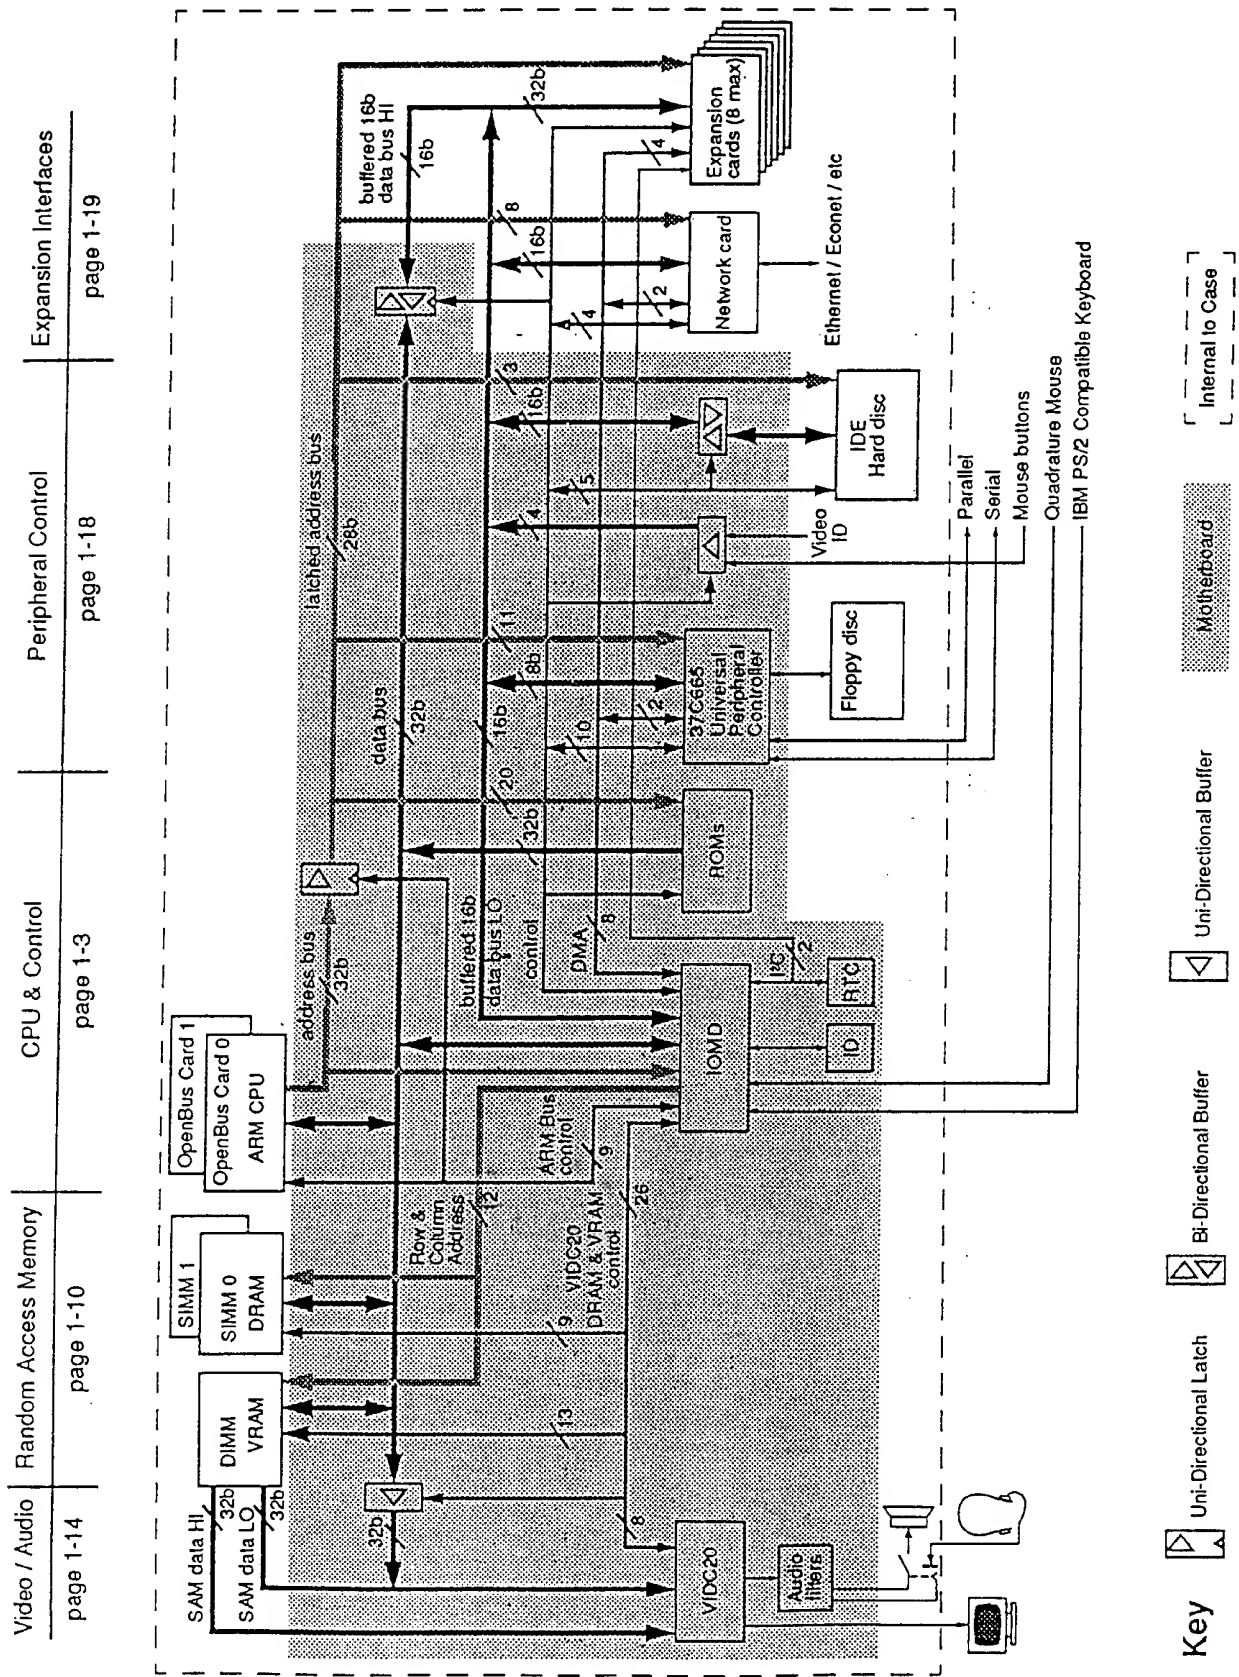 Video / Audio
page 1-14
Random Access Memory
page 1-10
CPU & Control
page 1-3
Peripheral Control
page 1-18
Expansion Interfaces
page 1-19
SIMM 1
SIMM 0
DRAM
DIMM
VRAM
OpenBus Card 1
OpenBus Card 0
ARM CPU
SAM data HI
32b
SAM data LO
32b
32b
address bus
32b
latched address bus
28b
data bus
32b
buffered 16b
data bus HI
16b
32b
Row &
Column
Address
12
ARM Bus
control
9
buffered 16b
data bus LO
16b
control
DMA
8
I²C
2
20
32b
11
8b
2
10
4
5
16b
3
4
2
16b
8
4
9
13
VIDC20
DRAM & VRAM
control
26
8
VIDC20
Audio
filters
IOMD
ID
RTC
ROMs
37C665
Universal
Peripheral
Controller
Floppy disc
Video
ID
IDE
Hard disc
Network card
Expansion
cards (8 max)
Ethernet / Econet / etc
Parallel
Serial
Mouse buttons
Quadrature Mouse
IBM PS/2 Compatible Keyboard
Key
Uni-Directional Latch
Bi-Directional Buffer
Uni-Directional Buffer
Motherboard
Internal to Case